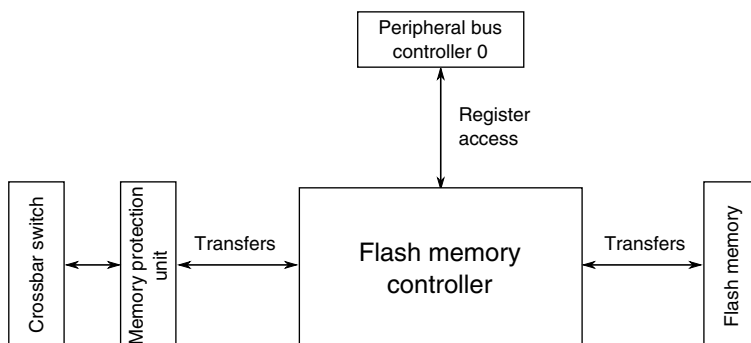 Peripheral bus
controller 0
Register
access
Crossbar switch
Memory protection
unit
Transfers
Flash memory
controller
Transfers
Flash memory